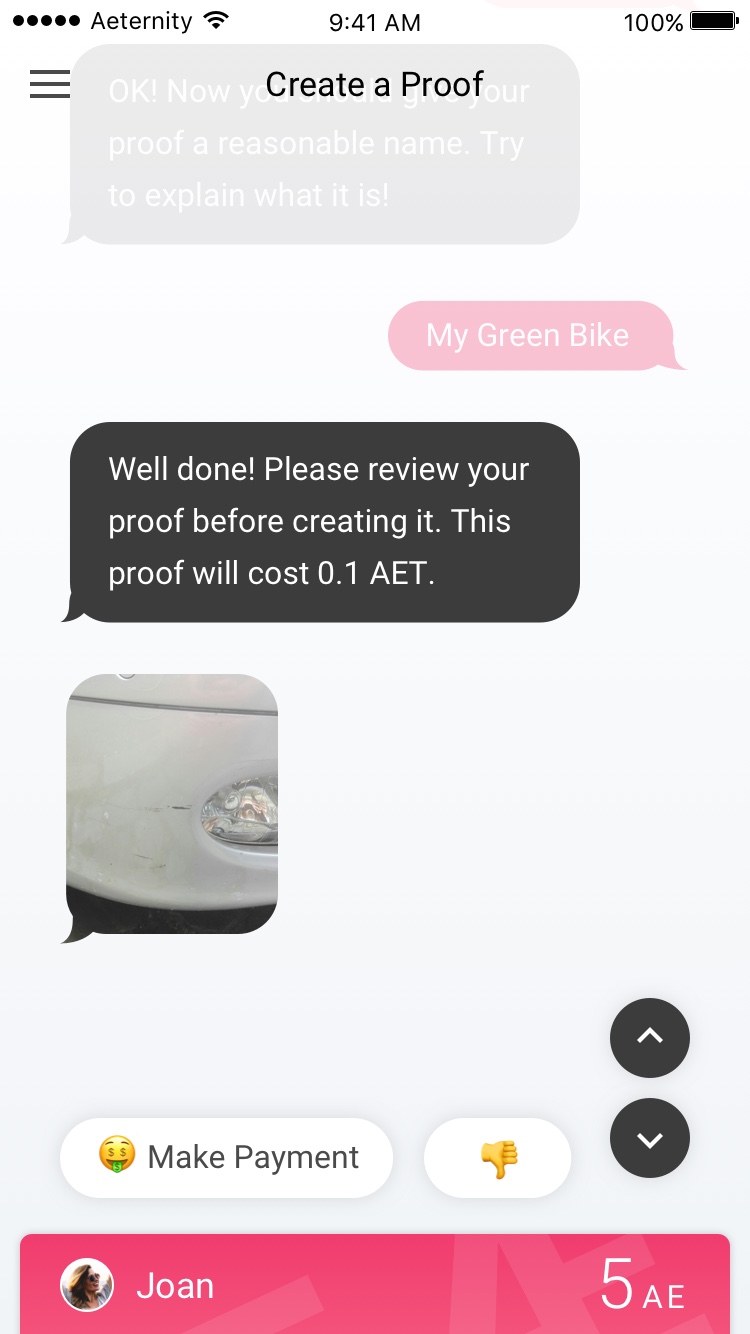 Aeternity 9:41 AM 100%
Create a Proof
OK! Now you should give your
proof a reasonable name. Try
to explain what it is!
My Green Bike
Well done! Please review your
proof before creating it. This
proof will cost 0.1 AET.
Make Payment
Joan 5 AE